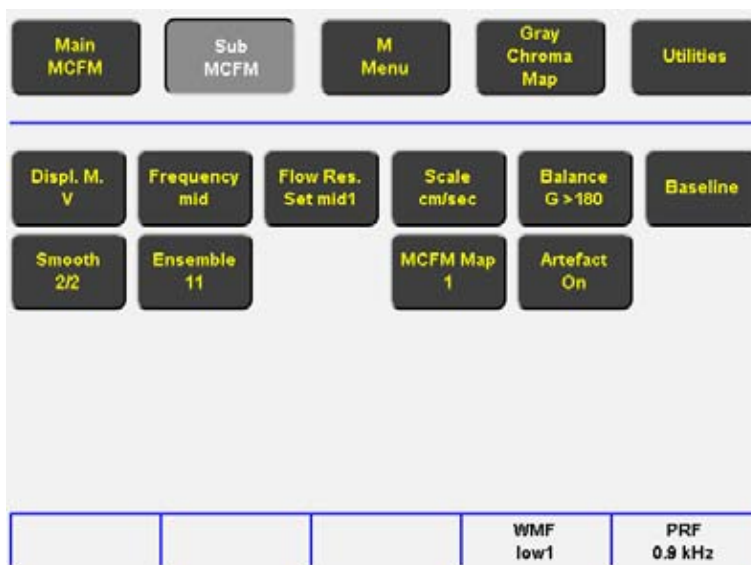 Main
MCFM
Sub
MCFM
M
Menu
Gray
Chroma
Map
Utilities
Displ. M.
V
Frequency
mid
Flow Res.
Set mid1
Scale
cm/sec
Balance
G >180
Baseline
Smooth
2/2
Ensemble
11
MCFM Map
1
Artefact
On
WMF
low1
PRF
0.9 kHz